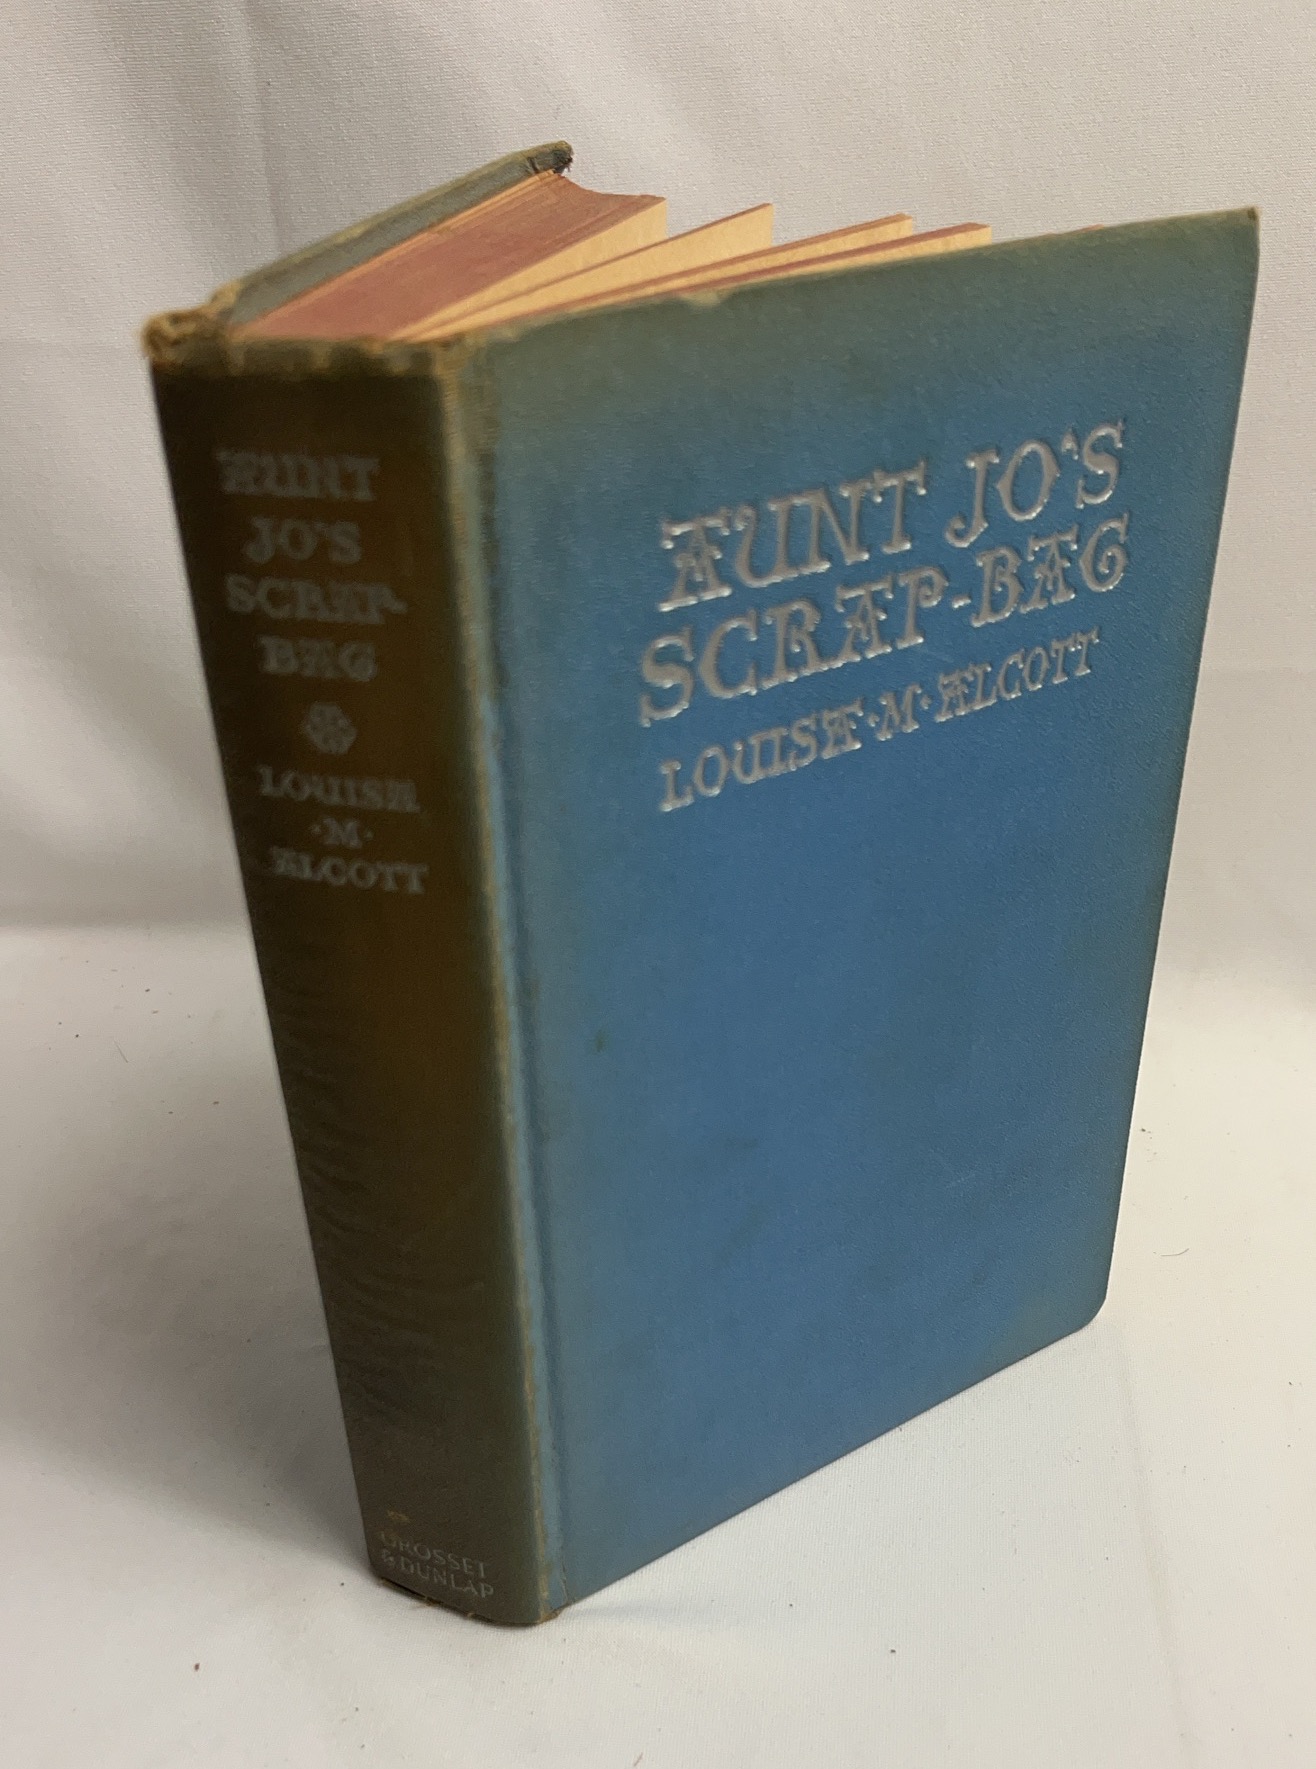 AUNT
JO'S
SCRAP-
BAG
LOUISA
·M·
ALCOTT
GROSSET
& DUNLAP
AUNT JO'S
SCRAP-BAG
LOUISA·M·ALCOTT